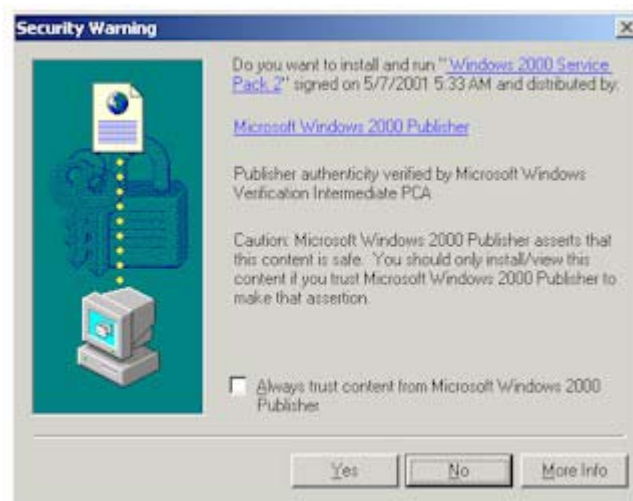 Security Warning
Do you want to install and run "Windows 2000 Service
Pack 2" signed on 5/7/2001 5:33 AM and distributed by:
Microsoft Windows 2000 Publisher
Publisher authenticity verified by Microsoft Windows
Verification Intermediate PCA
Caution: Microsoft Windows 2000 Publisher asserts that
this content is safe. You should only install/view this
content if you trust Microsoft Windows 2000 Publisher to
make that assertion.
Always trust content from Microsoft Windows 2000
Publisher
Yes
No
More Info